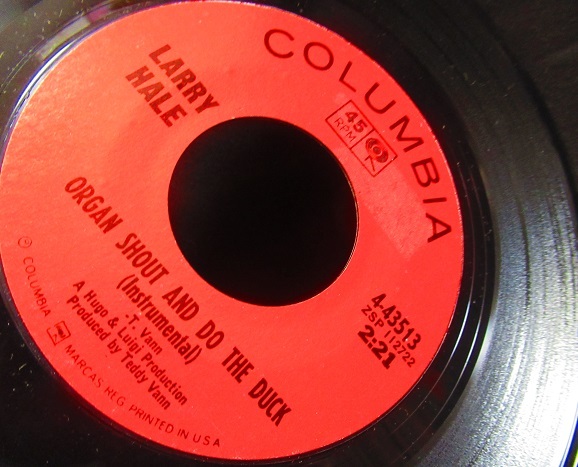 COLUMBIA
LARRY
HALE
45
RPM
4-43513
ZSP 112722
2:21
ORGAN SHOUT AND DO THE DUCK
(Instrumental)
-T. Vann
A Hugo & Luigi Production
Produced by Teddy Vann
Ⓟ COLUMBIA MARCAS REG. PRINTED IN U S A